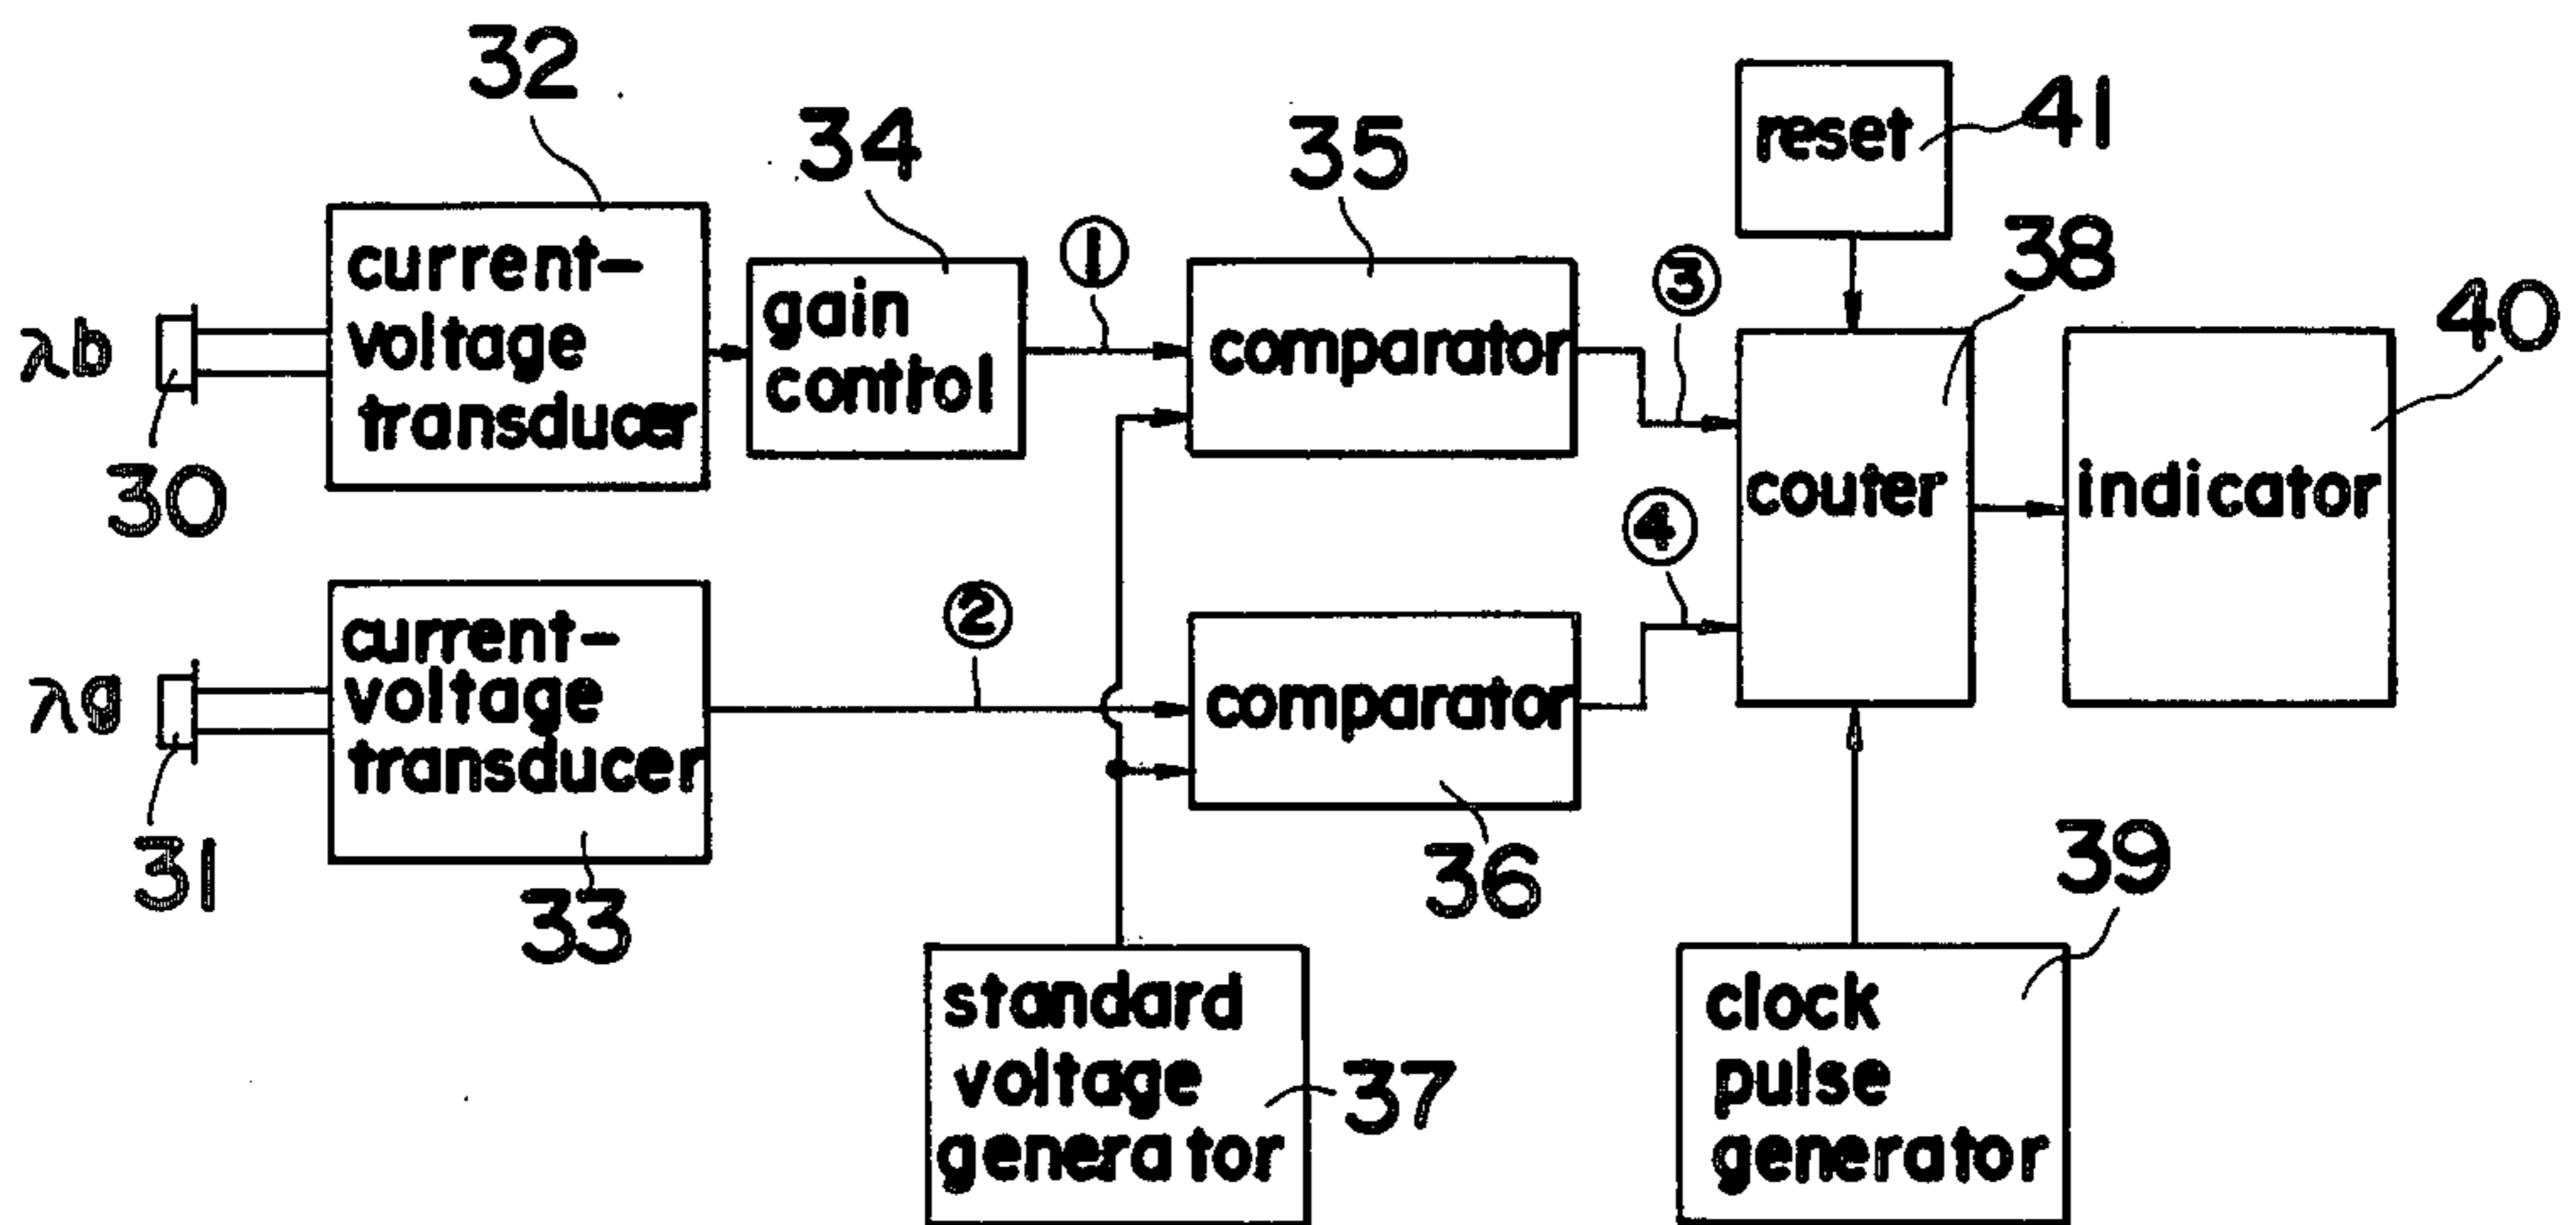 32
34
35
41
reset
38
40
①
③
current-
voltage
transducer
gain
control
comparator
λb
30
couter
indicator
④
②
current-
voltage
transducer
comparator
λg
31
33
36
39
standard
voltage
generator
37
clock
pulse
generator